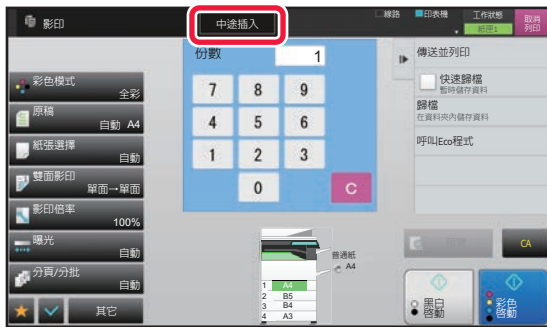 影印
中途插入
線路
印表機
工作狀態
紙匣1
取消
列印
份數
1
傳送並列印
快速歸檔
暫時儲存資料
歸檔
在資料夾內儲存資料
呼叫Eco程式
彩色模式
全彩
原稿
自動 A4
紙張選擇
自動
雙面影印
單面→單面
影印倍率
100%
曝光
自動
分頁/分批
自動
其它
7 8 9
4 5 6
1 2 3
0 C
普通紙
A4
1 A4
2 B5
3 B4
4 A3
CA
黑白
啓動
彩色
啓動